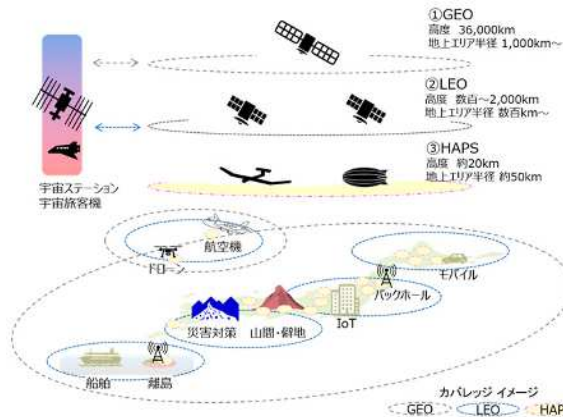 ①GEO
高度 36,000km
地上エリア半径 1,000km～
②LEO
高度 数百～2,000km
地上エリア半径 数百km～
③HAPS
高度 約20km
地上エリア半径 約50km
宇宙ステーション
宇宙旅客機
航空機
ドローン
モバイル
バックホール
IoT
災害対策
山間・僻地
船舶
離島
カバレッジ イメージ
GEO
LEO
HAP